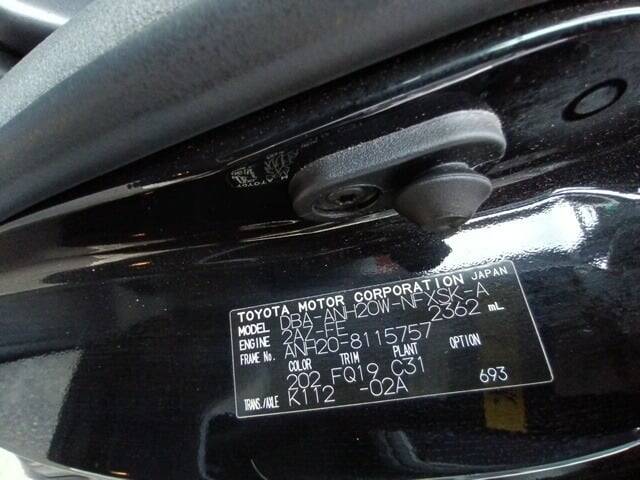 TOYOTA MOTOR CORPORATION JAPAN
MODEL DBA-ANH20W-NFXSK-A
ENGINE 2AZ-FE 2362 mL
FRAME No. ANH20-8115757
COLOR TRIM PLANT OPTION
202 FQ19 C31
TRANS./AXLE K112 -02A 693